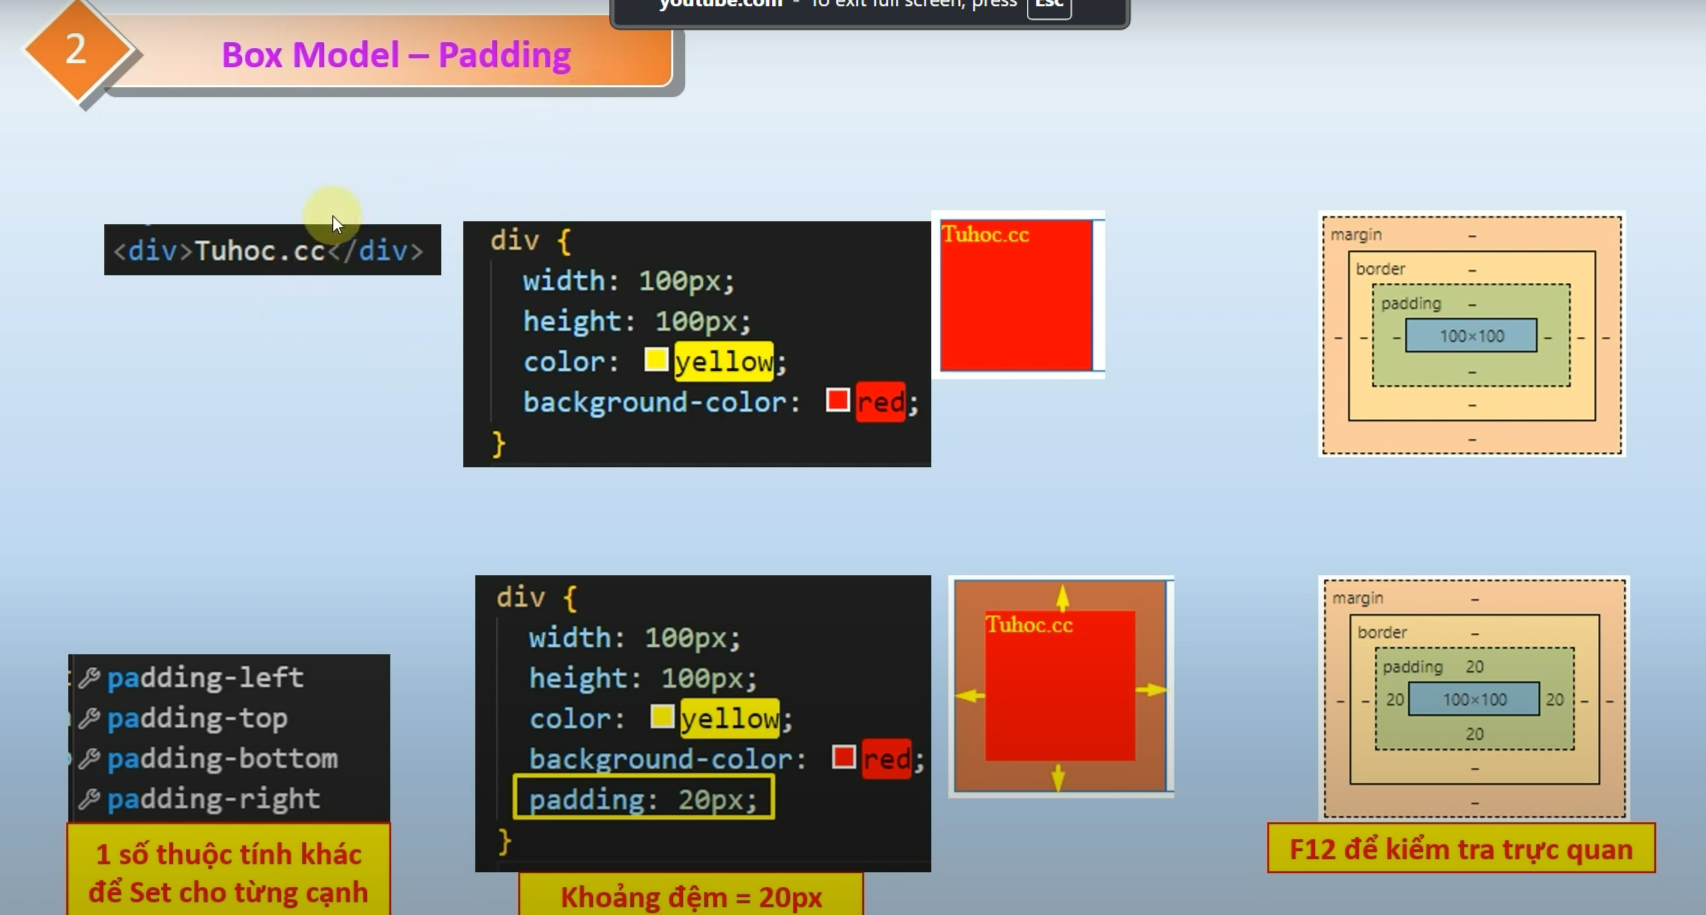 youtube.com - To exit full screen, press Esc
2
Box Model – Padding
<div>Tuhoc.cc</div>
div {
width: 100px;
height: 100px;
color: yellow;
background-color: red;
}
Tuhoc.cc
margin –
border –
padding –
– – – 100×100 – – –
–
–
–
padding-left
padding-top
padding-bottom
padding-right
1 số thuộc tính khác
để Set cho từng cạnh
div {
width: 100px;
height: 100px;
color: yellow;
background-color: red;
padding: 20px;
}
Khoảng đệm = 20px
Tuhoc.cc
margin –
border –
padding 20
– – 20 100×100 20 – –
20
–
–
F12 để kiểm tra trực quan